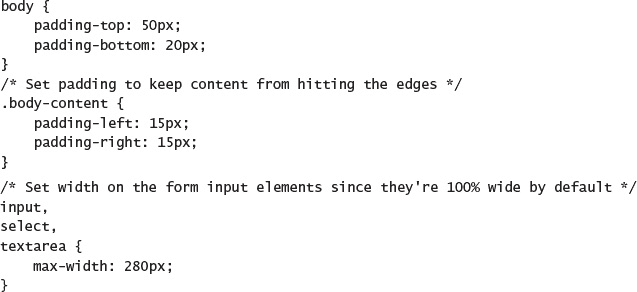 body {
    padding-top: 50px;
    padding-bottom: 20px;
}
/* Set padding to keep content from hitting the edges */
.body-content {
    padding-left: 15px;
    padding-right: 15px;
}
/* Set width on the form input elements since they're 100% wide by default */
input,
select,
textarea {
    max-width: 280px;
}